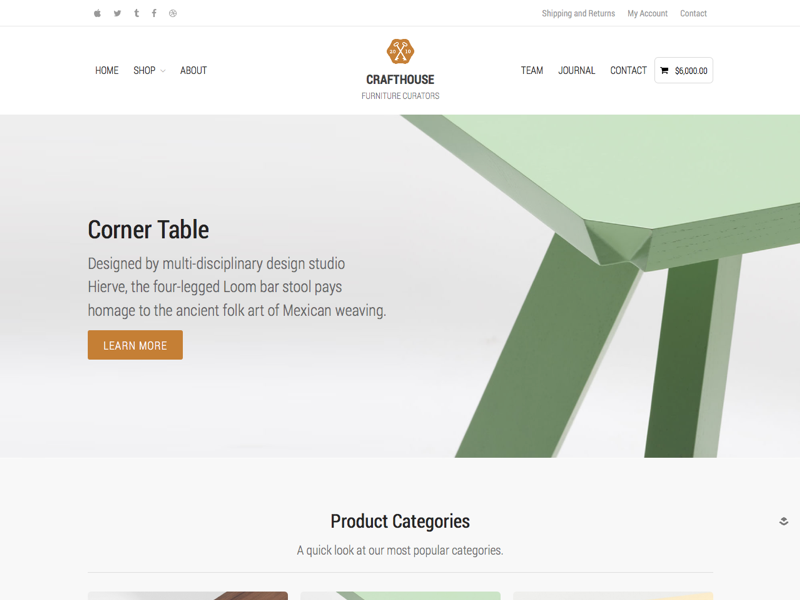 Shipping and Returns My Account Contact
HOME SHOP ABOUT
20 16
CRAFTHOUSE
FURNITURE CURATORS
TEAM JOURNAL CONTACT $6,000.00
Corner Table
Designed by multi-disciplinary design studio
Hierve, the four-legged Loom bar stool pays
homage to the ancient folk art of Mexican weaving.
LEARN MORE
Product Categories
A quick look at our most popular categories.